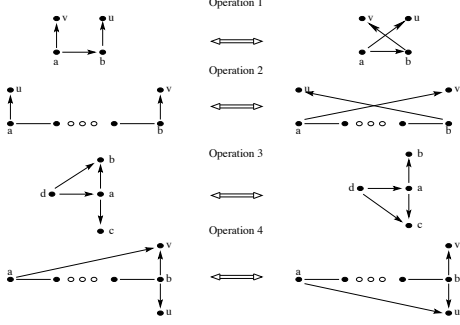 Operation 1
v u v u
a b a b
Operation 2
u v u v
a b a b
Operation 3
b b
d a d a
c c
Operation 4
v v
a b a b
u u